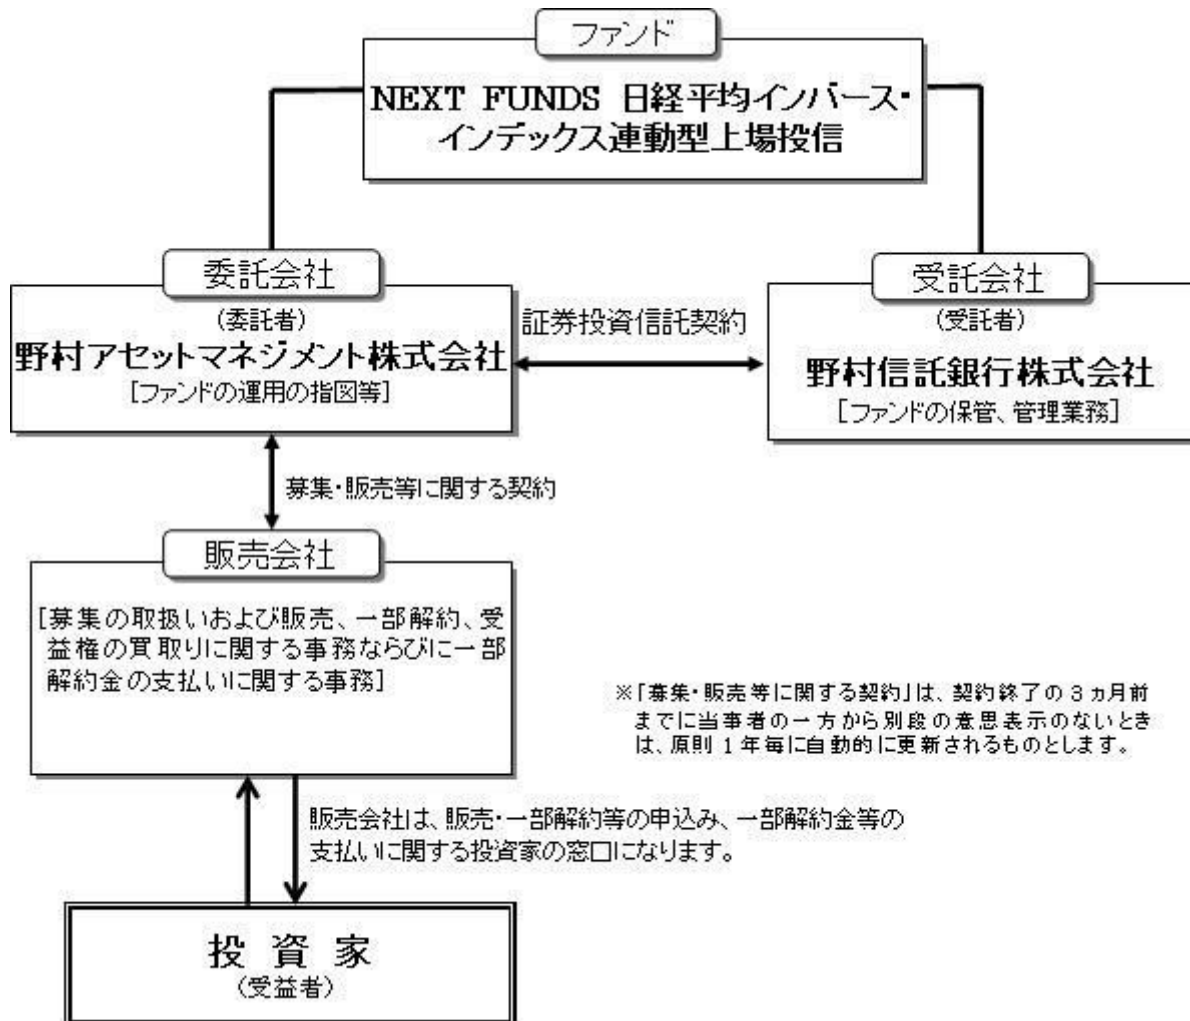 ファンド
NEXT FUNDS 日経平均インバース・
インデックス連動型上場投信
委託会社
(委託者)
野村アセットマネジメント株式会社
[ファンドの運用の指図等]
証券投資信託契約
受託会社
(受託者)
野村信託銀行株式会社
[ファンドの保管、管理業務]
募集・販売等に関する契約
販売会社
[募集の取扱いおよび販売、一部解約、受
益権の買取りに関する事務ならびに一部
解約金の支払いに関する事務]
※「募集・販売等に関する契約」は、契約終了の3ヵ月前
までに当事者の一方から別段の意思表示のないとき
は、原則1年毎に自動的に更新されるものとします。
販売会社は、販売・一部解約等の申込み、一部解約金等の
支払いに関する投資家の窓口になります。
投 資 家
(受益者)